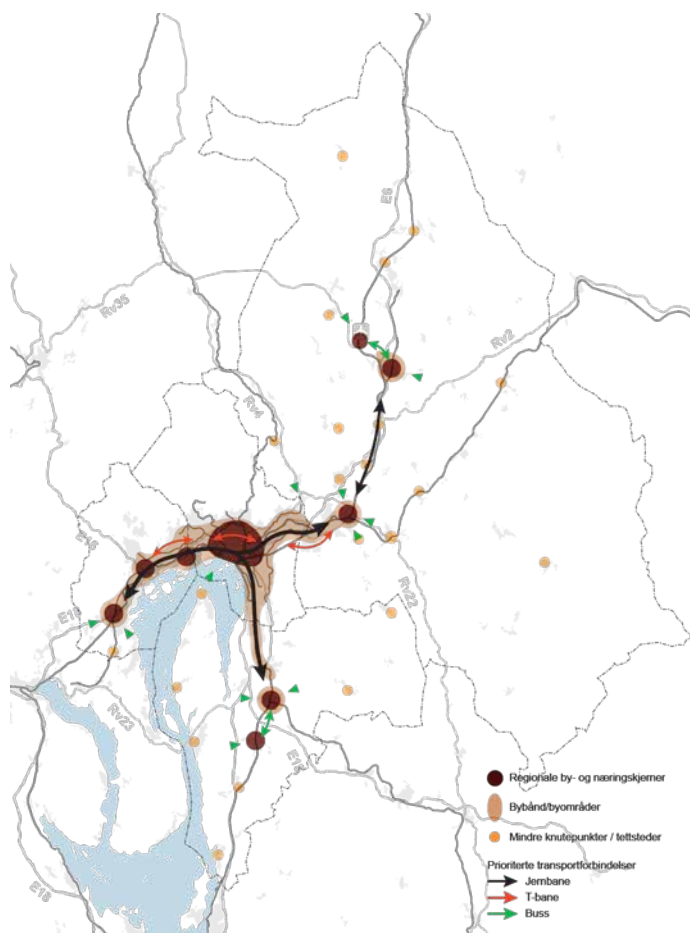 E6
Rv35
Rv2
Rv4
E16
Rv22
E18
Rv23
E18
Regionale by- og næringskjerner
Bybånd/byområder
Mindre knutepunkter / tettsteder
Prioriterte transportforbindelser
Jernbane
T-bane
Buss